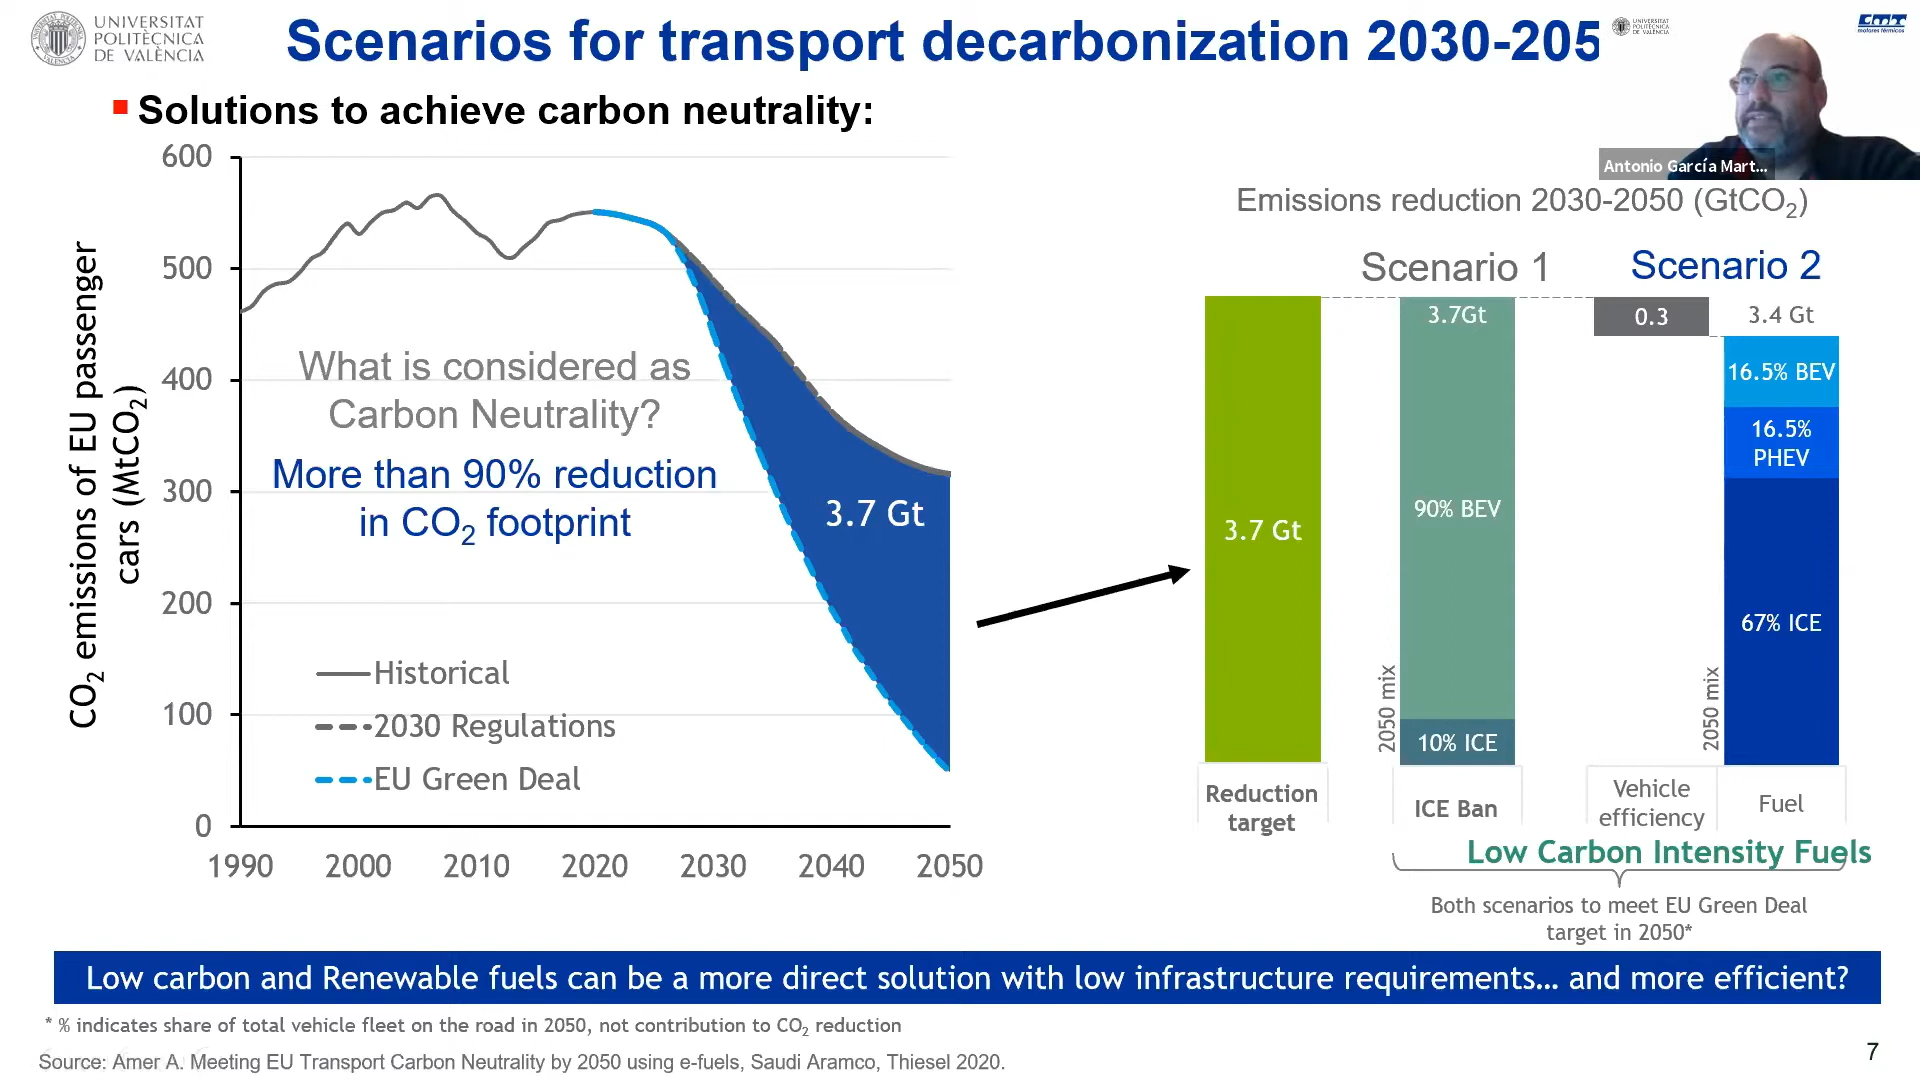 UNIVERSITAT
POLITÈCNICA
DE VALÈNCIA
Scenarios for transport decarbonization 2030-205
UNIVERSITAT
POLITÈCNICA
DE VALÈNCIA
CMT
motores térmicos
Antonio García Mart...
Solutions to achieve carbon neutrality:
CO2 emissions of EU passenger
cars (MtCO2)
600
500
400
300
200
100
0
1990 2000 2010 2020 2030 2040 2050
What is considered as
Carbon Neutrality?
More than 90% reduction
in CO2 footprint
3.7 Gt
Historical
2030 Regulations
EU Green Deal
Emissions reduction 2030-2050 (GtCO2)
Scenario 1
Scenario 2
3.7 Gt
Reduction
target
3.7Gt
90% BEV
10% ICE
2050 mix
ICE Ban
0.3
Vehicle
efficiency
3.4 Gt
16.5% BEV
16.5%
PHEV
67% ICE
2050 mix
Fuel
Low Carbon Intensity Fuels
Both scenarios to meet EU Green Deal
target in 2050*
Low carbon and Renewable fuels can be a more direct solution with low infrastructure requirements... and more efficient?
* % indicates share of total vehicle fleet on the road in 2050, not contribution to CO2 reduction
Source: Amer A. Meeting EU Transport Carbon Neutrality by 2050 using e-fuels, Saudi Aramco, Thiesel 2020.
7